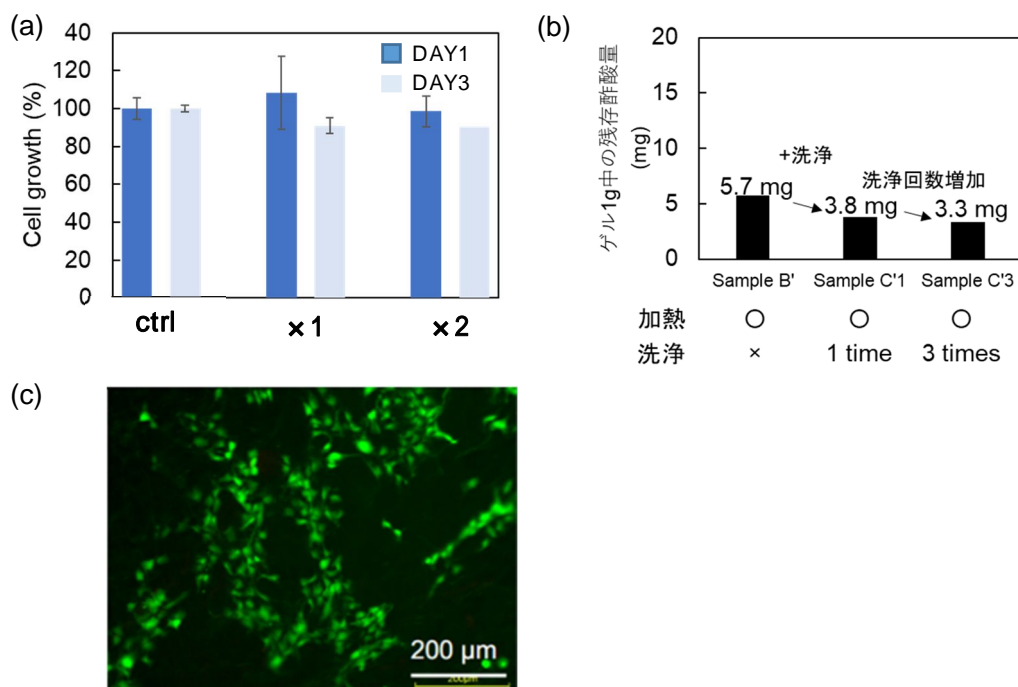 (a)
140
120
100
80
60
40
20
0
Cell growth (%)
DAY1
DAY3
ctrl
×1
×2
(b)
20
15
10
5
0
ゲル1g中の残存酢酸量
(mg)
+洗浄
洗浄回数増加
5.7 mg
3.8 mg
3.3 mg
Sample B' Sample C'1 Sample C'3
加熱 ○ ○ ○
洗浄 × 1 time 3 times
(c)
200 μm
200μm